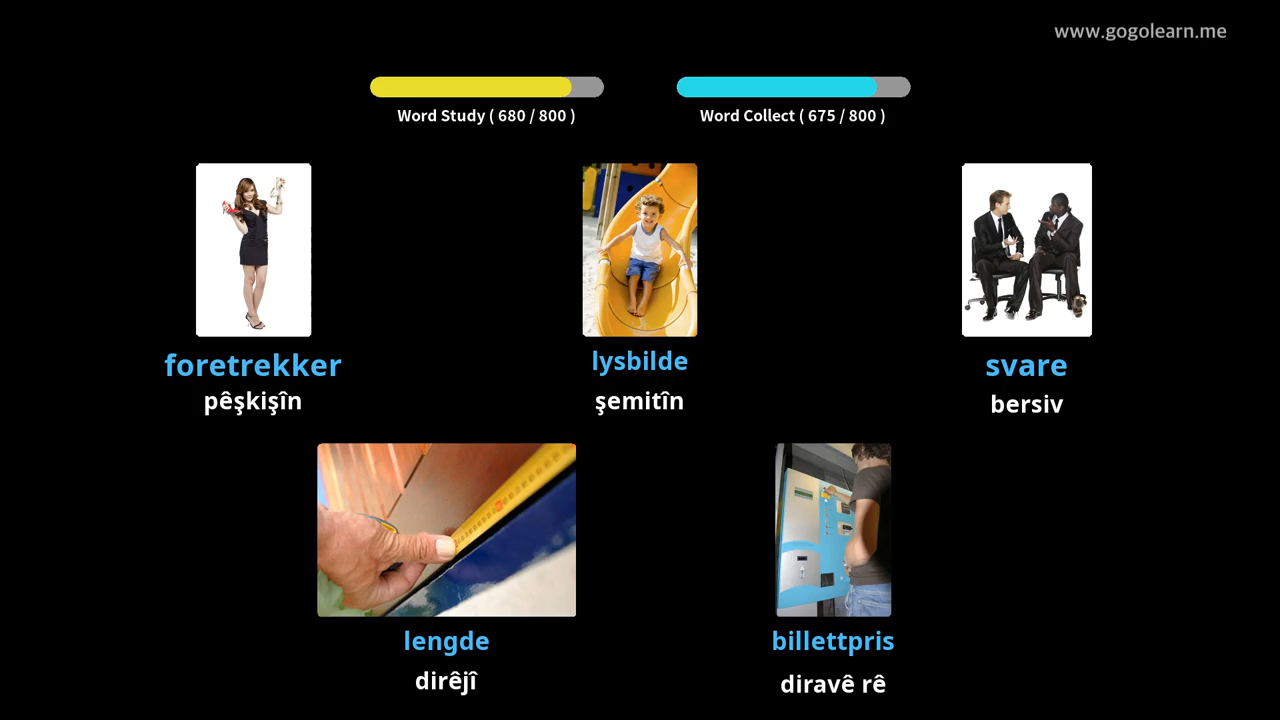 www.gogolearn.me
Word Study ( 680 / 800 )
Word Collect ( 675 / 800 )
foretrekker
pêşkişîn
lysbilde
şemitîn
svare
bersiv
lengde
dirêjî
billettpris
diravê rê